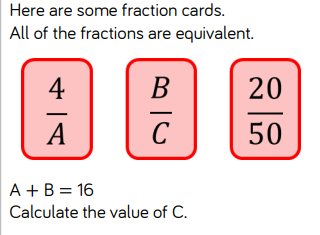 Here are some fraction cards.
All of the fractions are equivalent.
4 B 20
A C 50
A + B = 16
Calculate the value of C.